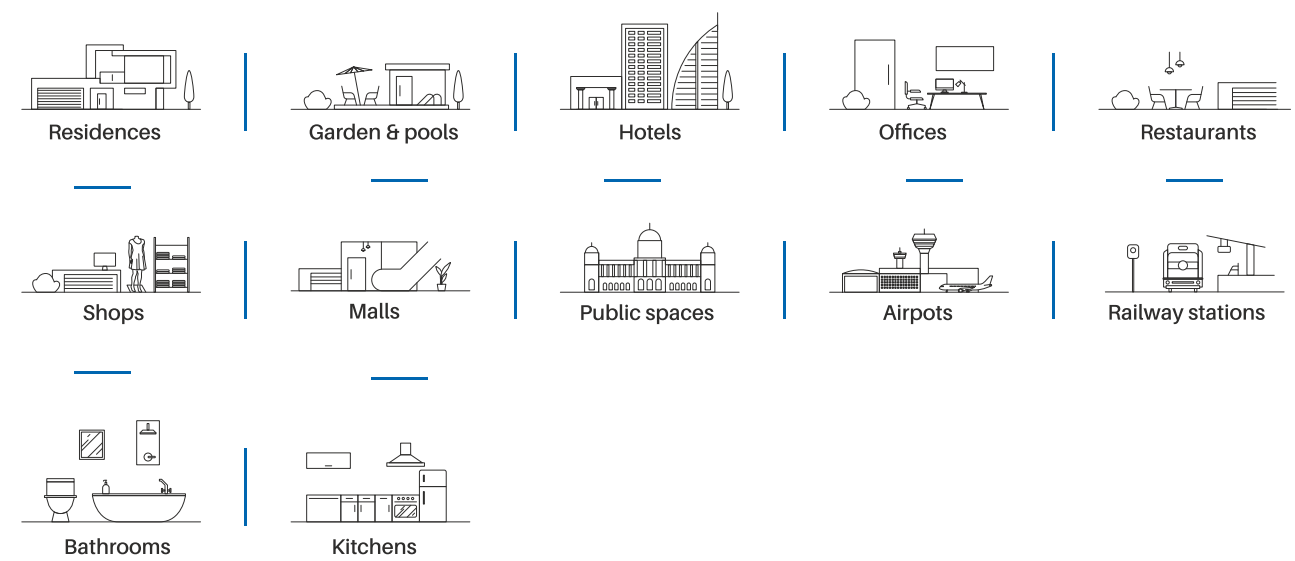 Residences
Garden & pools
Hotels
Offices
Restaurants
Shops
Malls
Public spaces
Airpots
Railway stations
Bathrooms
Kitchens